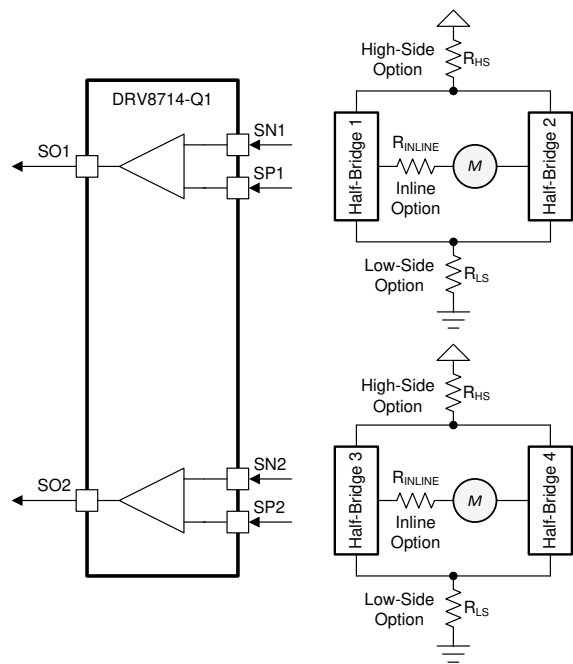 DRV8714-Q1
SO1
SN1
SP1
SO2
SN2
SP2
High-Side
Option
RHS
Half-Bridge 1
RINLINE
M
Inline
Option
Half-Bridge 2
Low-Side
Option
RLS
High-Side
Option
RHS
Half-Bridge 3
RINLINE
M
Inline
Option
Half-Bridge 4
Low-Side
Option
RLS